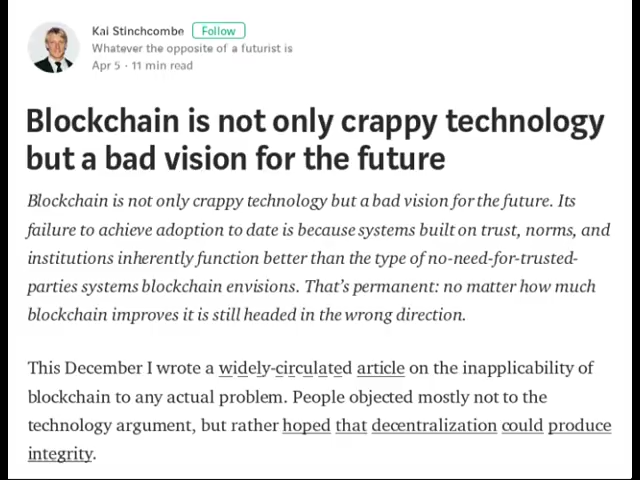 Kai Stinchcombe Follow
Whatever the opposite of a futurist is
Apr 5 · 11 min read
Blockchain is not only crappy technology
but a bad vision for the future
Blockchain is not only crappy technology but a bad vision for the future. Its
failure to achieve adoption to date is because systems built on trust, norms, and
institutions inherently function better than the type of no-need-for-trusted-
parties systems blockchain envisions. That’s permanent: no matter how much
blockchain improves it is still headed in the wrong direction.
This December I wrote a widely-circulated article on the inapplicability of
blockchain to any actual problem. People objected mostly not to the
technology argument, but rather hoped that decentralization could produce
integrity.